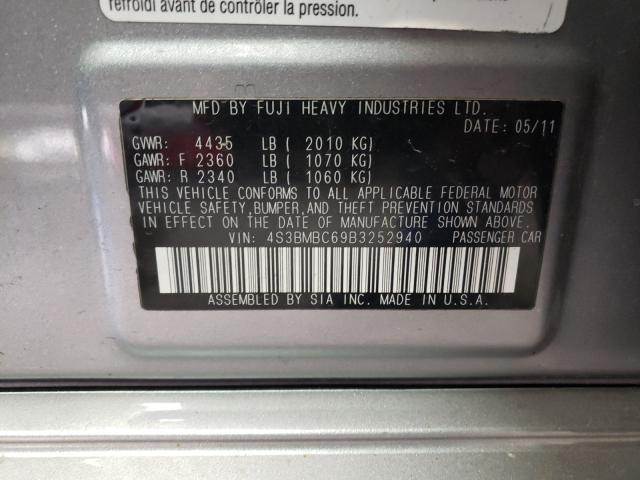 refroidi avant de contrôler la pression.
MFD BY FUJI HEAVY INDUSTRIES LTD.
DATE: 05/11
GVWR: 4435 LB ( 2010 KG)
GAWR: F 2360 LB ( 1070 KG)
GAWR: R 2340 LB ( 1060 KG)
THIS VEHICLE CONFORMS TO ALL APPLICABLE FEDERAL MOTOR
VEHICLE SAFETY,BUMPER,AND THEFT PREVENTION STANDARDS
IN EFFECT ON THE DATE OF MANUFACTURE SHOWN ABOVE.
VIN: 4S3BMBC69B3252940 PASSENGER CAR
ASSEMBLED BY SIA INC. MADE IN U.S.A.